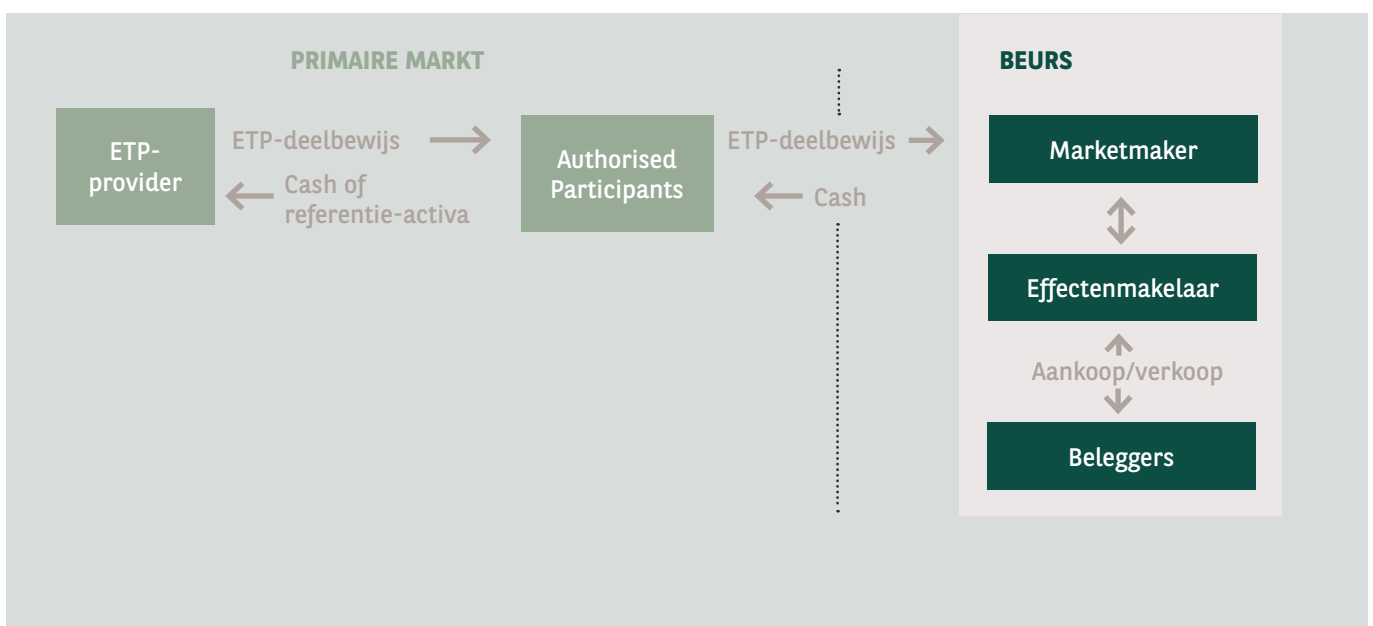 PRIMAIRE MARKT
ETP-
provider
ETP-deelbewijs
Cash of
referentie-activa
Authorised
Participants
ETP-deelbewijs
Cash
BEURS
Marketmaker
Effectenmakelaar
Aankoop/verkoop
Beleggers